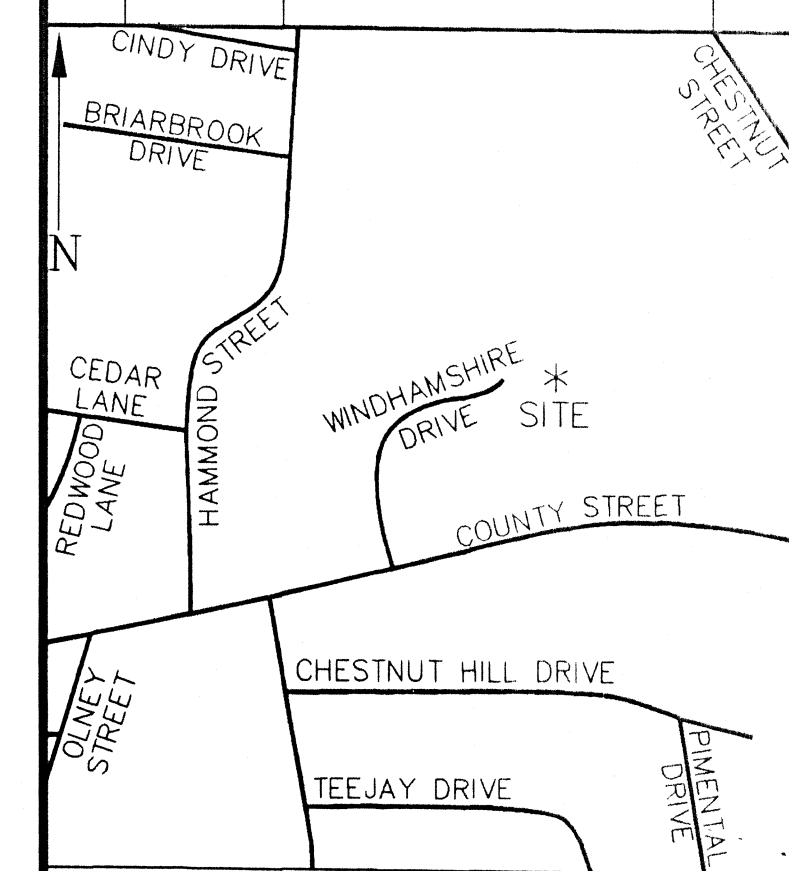 CINDY DRIVE
CHESTNUT
STREET
BRIARBROOK
DRIVE
N
HAMMOND STREET
CEDAR
LANE
REDWOOD
LANE
WINDHAMSHIRE
DRIVE
SITE
COUNTY STREET
OLNEY
STREET
CHESTNUT HILL DRIVE
PIMENTAL
DRIVE
TEEJAY DRIVE